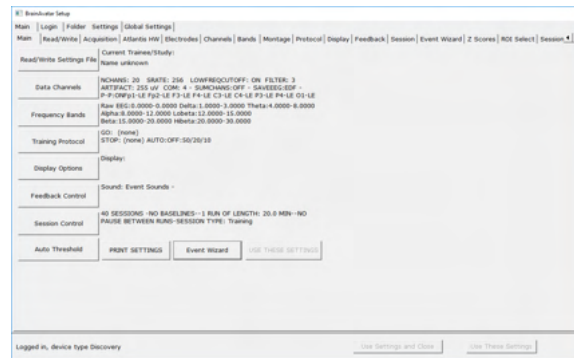 BrainAvatar Setup
Main Login Folder Settings Global Settings
Main Read/Write Acquisition Atlantis HW Electrodes Channels Bands Montage Protocol Display Feedback Session Event Wizard Z Scores ROI Select Session
Read/Write Settings File
Current Trainee/Study:
Name unknown
Data Channels
NCHANS: 20 SRATE: 256 LOWFREQCUTOFF: ON FILTER: 3
ARTIFACT: 255 uV COM: 4 - SUMCHANS:OFF - SAVEEEG:EDF -
P-P:ONFp1-LE Fp2-LE F3-LE F4-LE C3-LE C4-LE P3-LE P4-LE O1-LE
Frequency Bands
Raw EEG:0.0000-0.0000 Delta:1.0000-3.0000 Theta:4.0000-8.0000
Alpha:8.0000-12.0000 Lobeta:12.0000-15.0000
Beta:15.0000-20.0000 Hibeta:20.0000-30.0000
Training Protocol
GO: (none)
STOP: (none) AUTO:OFF:50/20/10
Display Options
Display:
Feedback Control
Sound: Event Sounds -
Session Control
40 SESSIONS -NO BASELINES--1 RUN OF LENGTH: 20.0 MIN--NO
PAUSE BETWEEN RUNS-SESSION TYPE: Training
Auto Threshold
PRINT SETTINGS Event Wizard USE THESE SETTINGS
Logged in, device type Discovery
Use Settings and Close Use These Settings